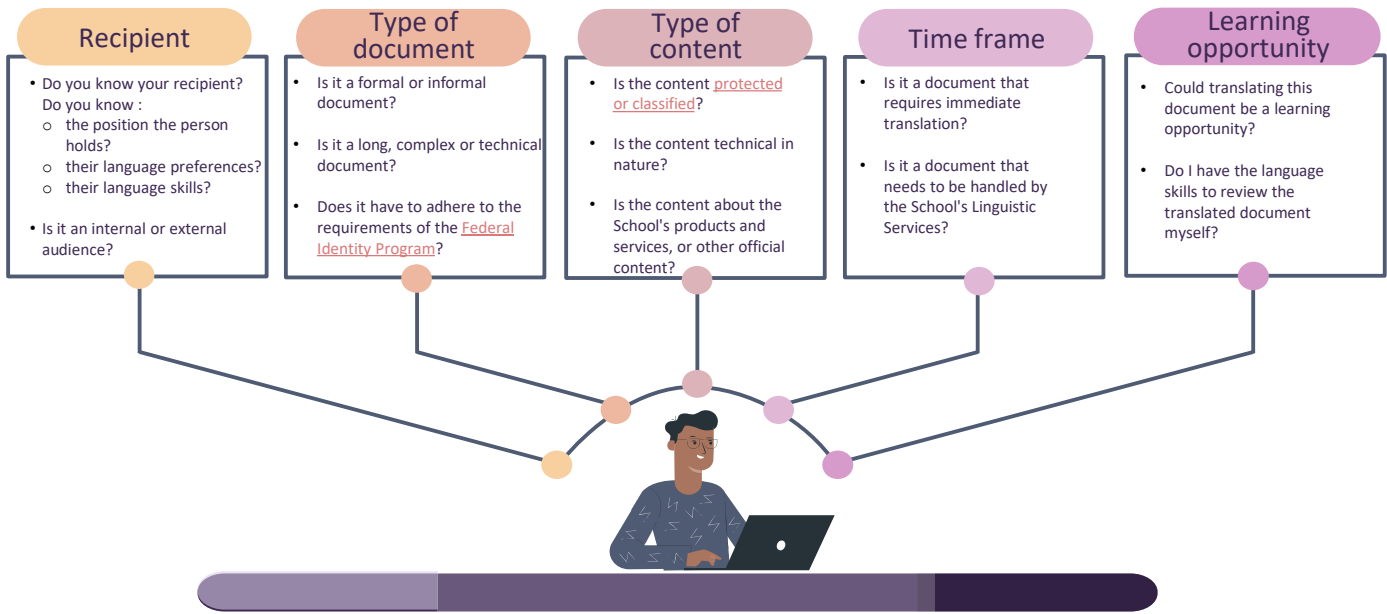 Recipient
• Do you know your recipient?
Do you know :
o the position the person
holds?
o their language preferences?
o their language skills?
• Is it an internal or external
audience?
Type of
document
• Is it a formal or informal
document?
• Is it a long, complex or technical
document?
• Does it have to adhere to the
requirements of the Federal
Identity Program?
Type of
content
• Is the content protected
or classified?
• Is the content technical in
nature?
• Is the content about the
School's products and
services, or other official
content?
Time frame
• Is it a document that
requires immediate
translation?
• Is it a document that
needs to be handled by
the School's Linguistic
Services?
Learning
opportunity
• Could translating this
document be a learning
opportunity?
• Do I have the language
skills to review the
translated document
myself?